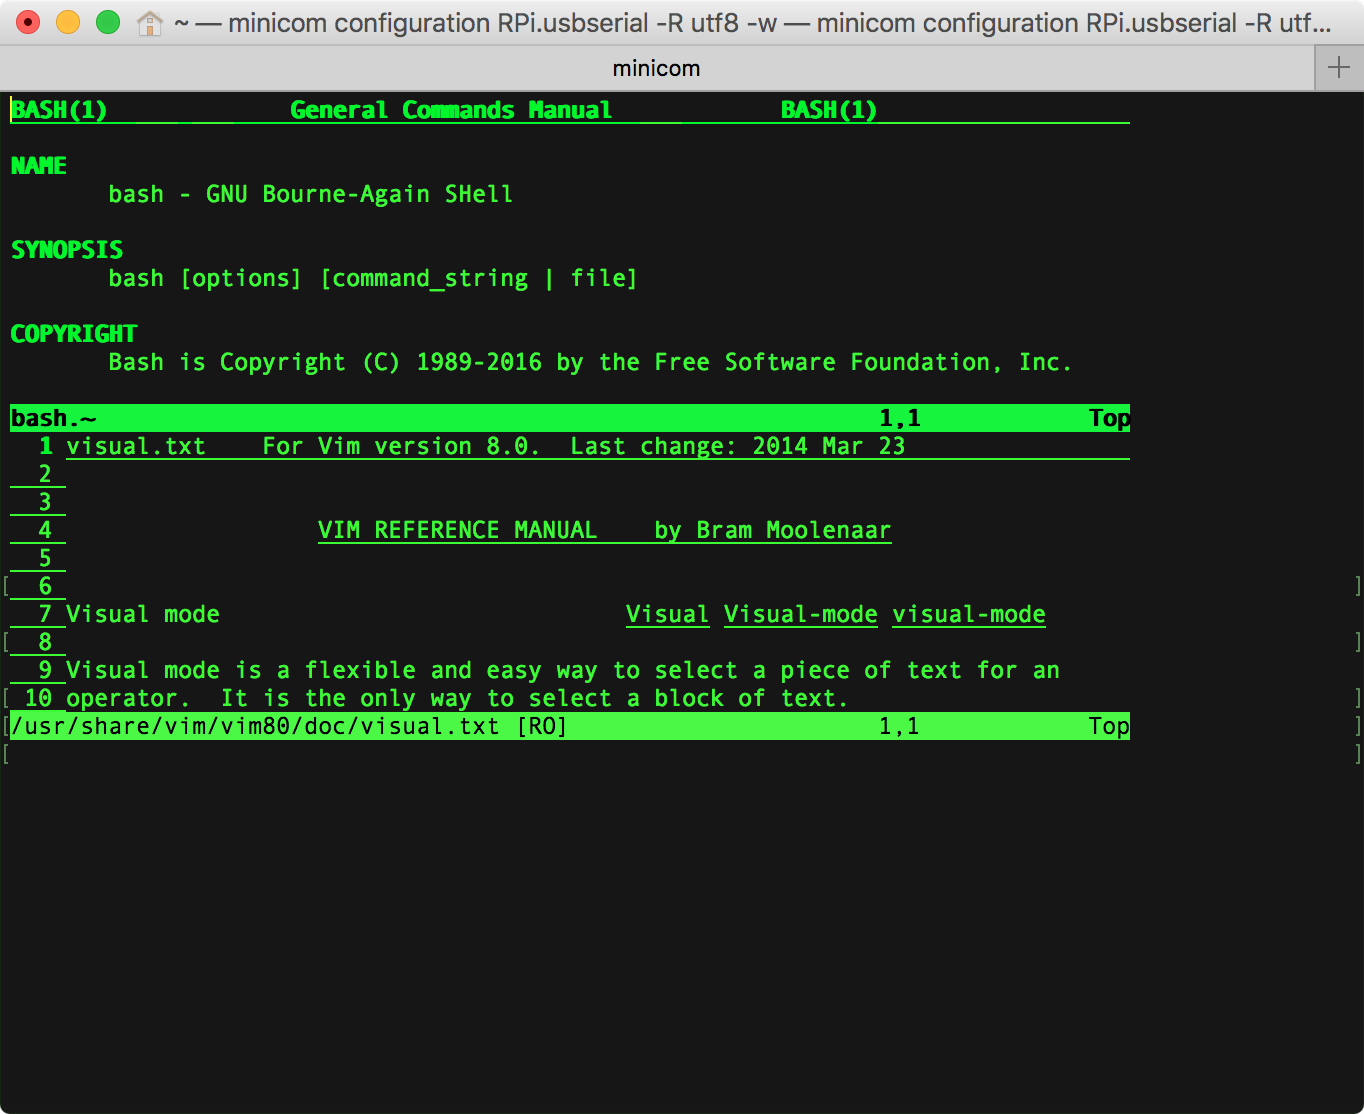 ~ — minicom configuration RPi.usbserial -R utf8 -w — minicom configuration RPi.usbserial -R utf...
minicom
BASH(1) General Commands Manual BASH(1)
NAME
bash - GNU Bourne-Again SHell
SYNOPSIS
bash [options] [command_string | file]
COPYRIGHT
Bash is Copyright (C) 1989-2016 by the Free Software Foundation, Inc.
bash.~ 1,1 Top
1 visual.txt For Vim version 8.0. Last change: 2014 Mar 23
2
3
4 VIM REFERENCE MANUAL by Bram Moolenaar
5
[ 6 ]
7 Visual mode Visual Visual-mode visual-mode
[ 8 ]
9 Visual mode is a flexible and easy way to select a piece of text for an
[ 10 operator. It is the only way to select a block of text. ]
[/usr/share/vim/vim80/doc/visual.txt [RO] 1,1 Top ]
[ ]